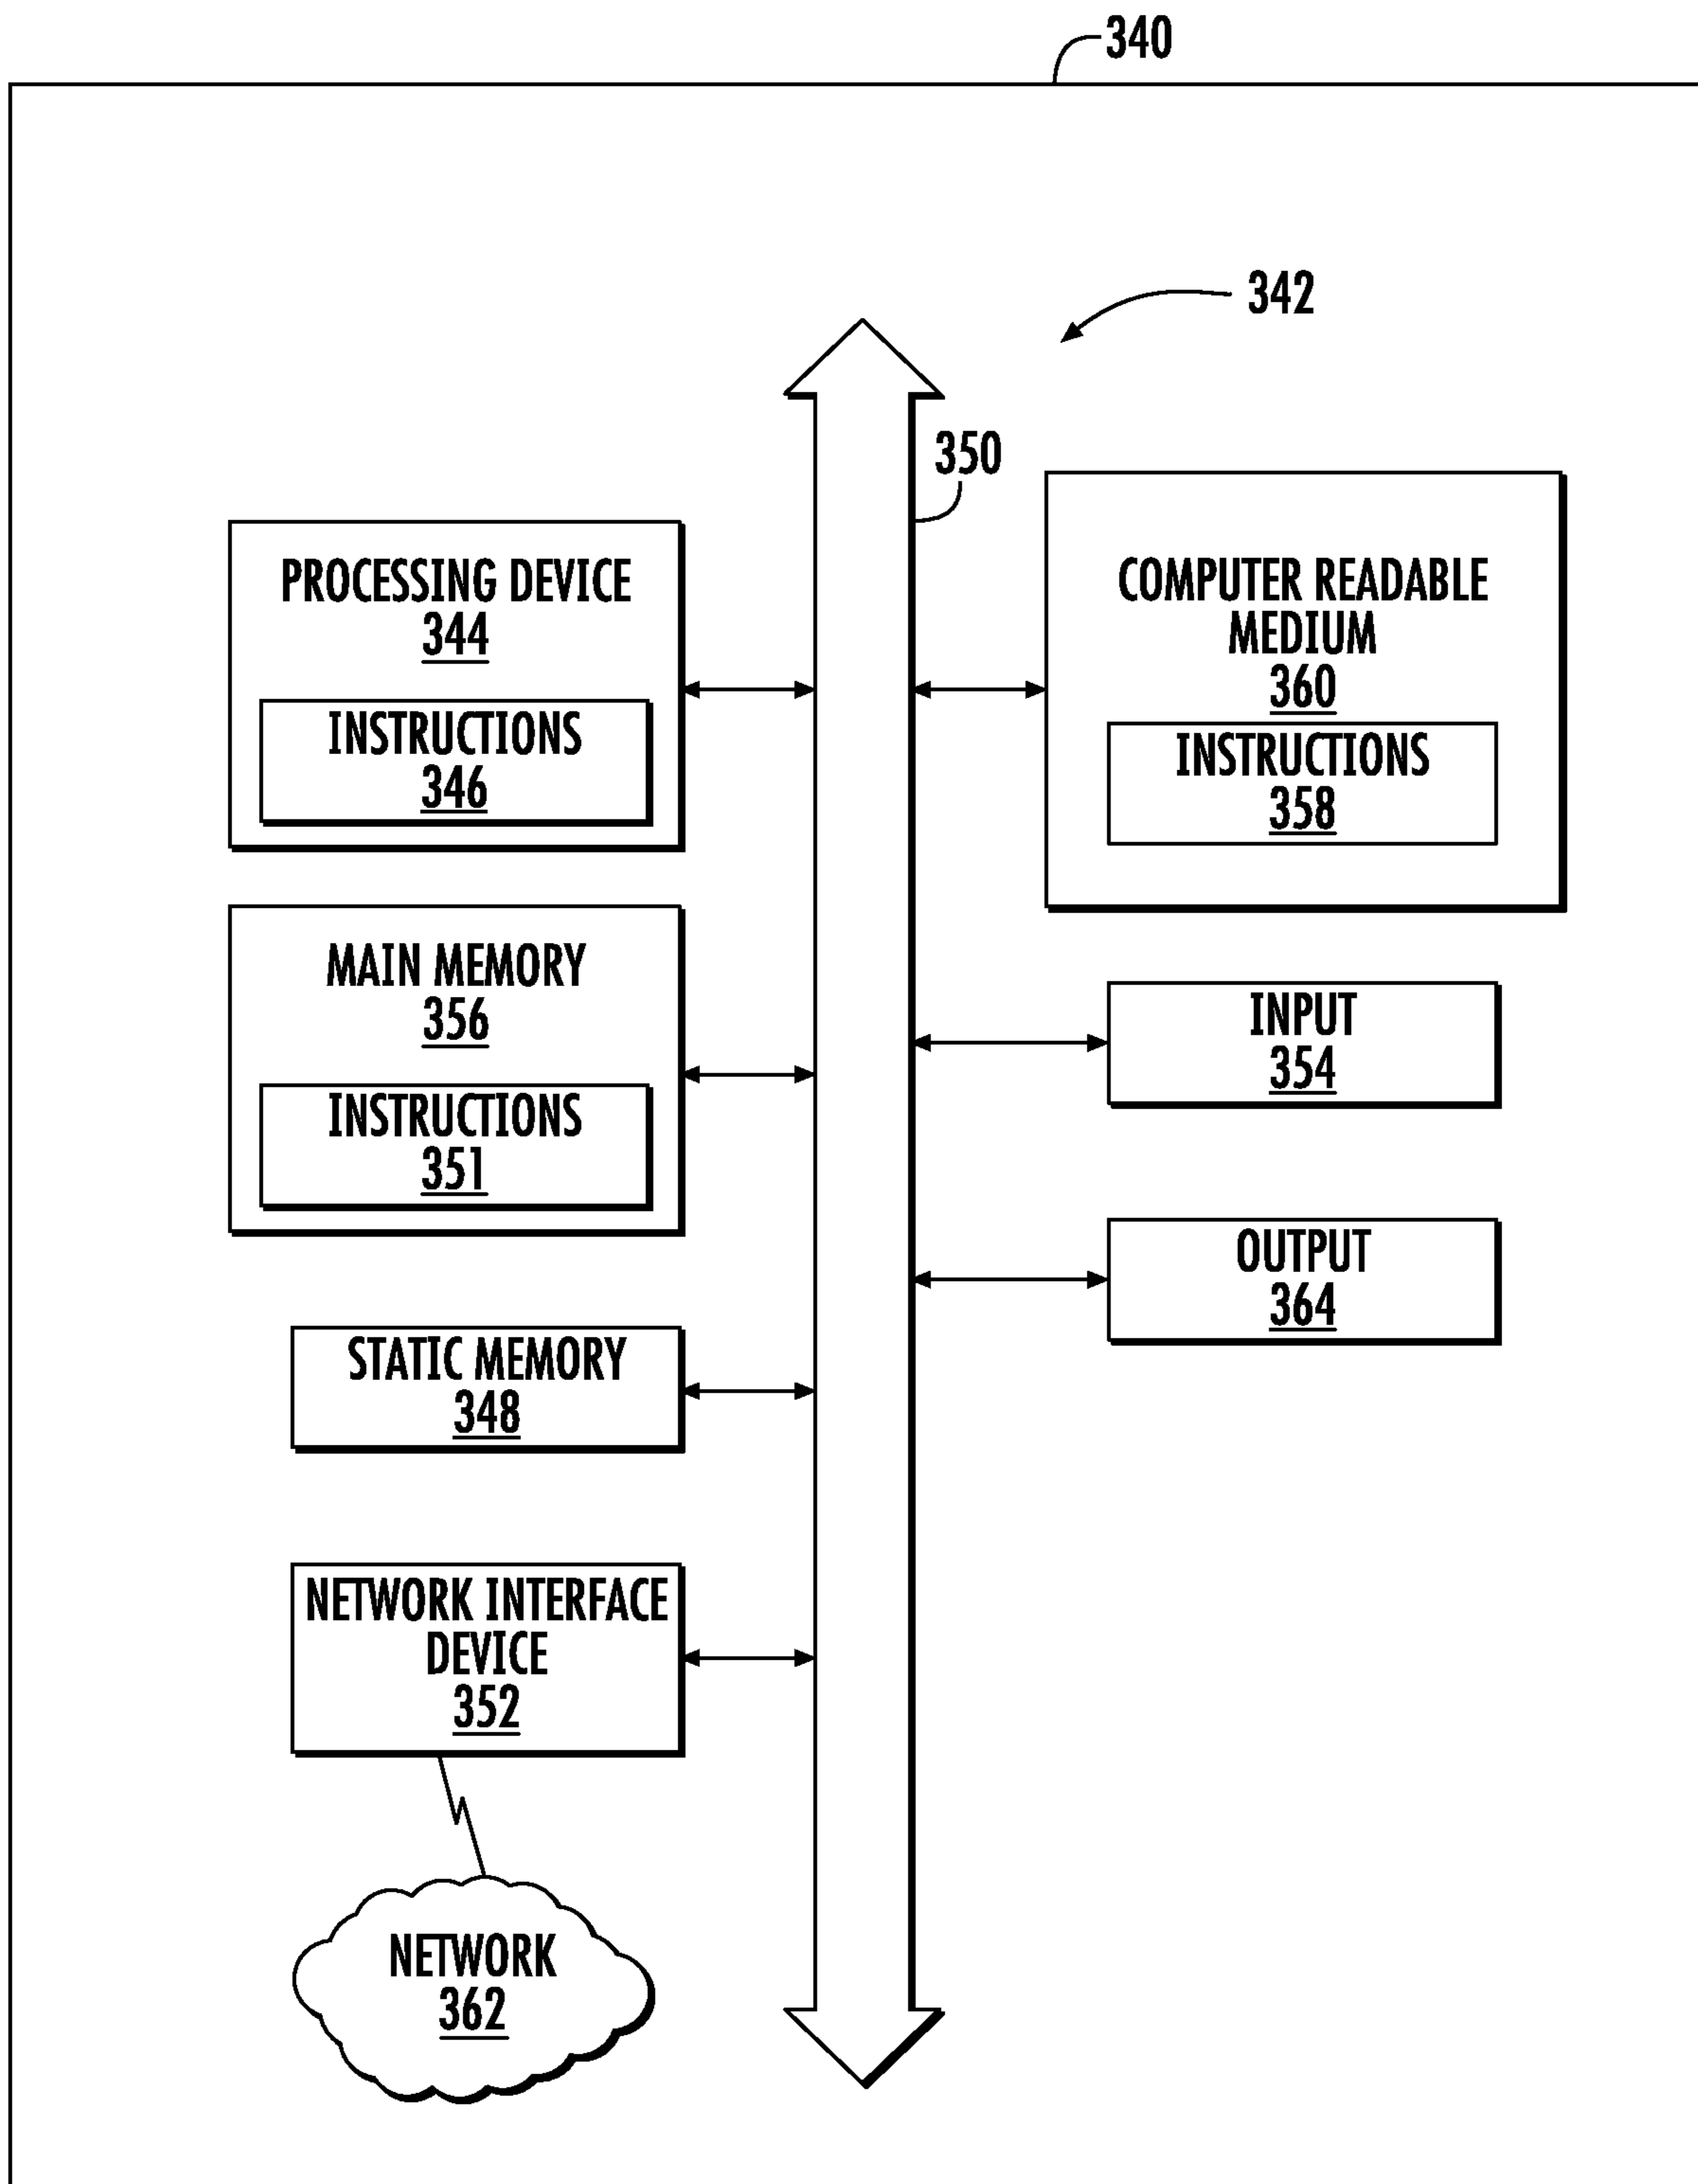 340
342
350
PROCESSING DEVICE
344
INSTRUCTIONS
346
MAIN MEMORY
356
INSTRUCTIONS
351
STATIC MEMORY
348
NETWORK INTERFACE
DEVICE
352
NETWORK
362
COMPUTER READABLE
MEDIUM
360
INSTRUCTIONS
358
INPUT
354
OUTPUT
364